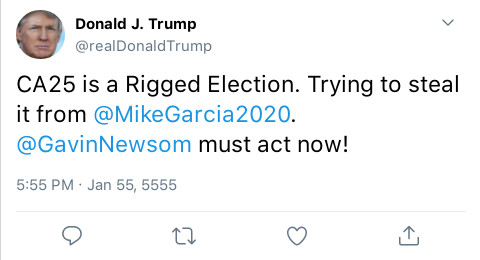 Donald J. Trump
@realDonaldTrump
CA25 is a Rigged Election. Trying to steal
it from @MikeGarcia2020.
@GavinNewsom must act now!
5:55 PM · Jan 55, 5555